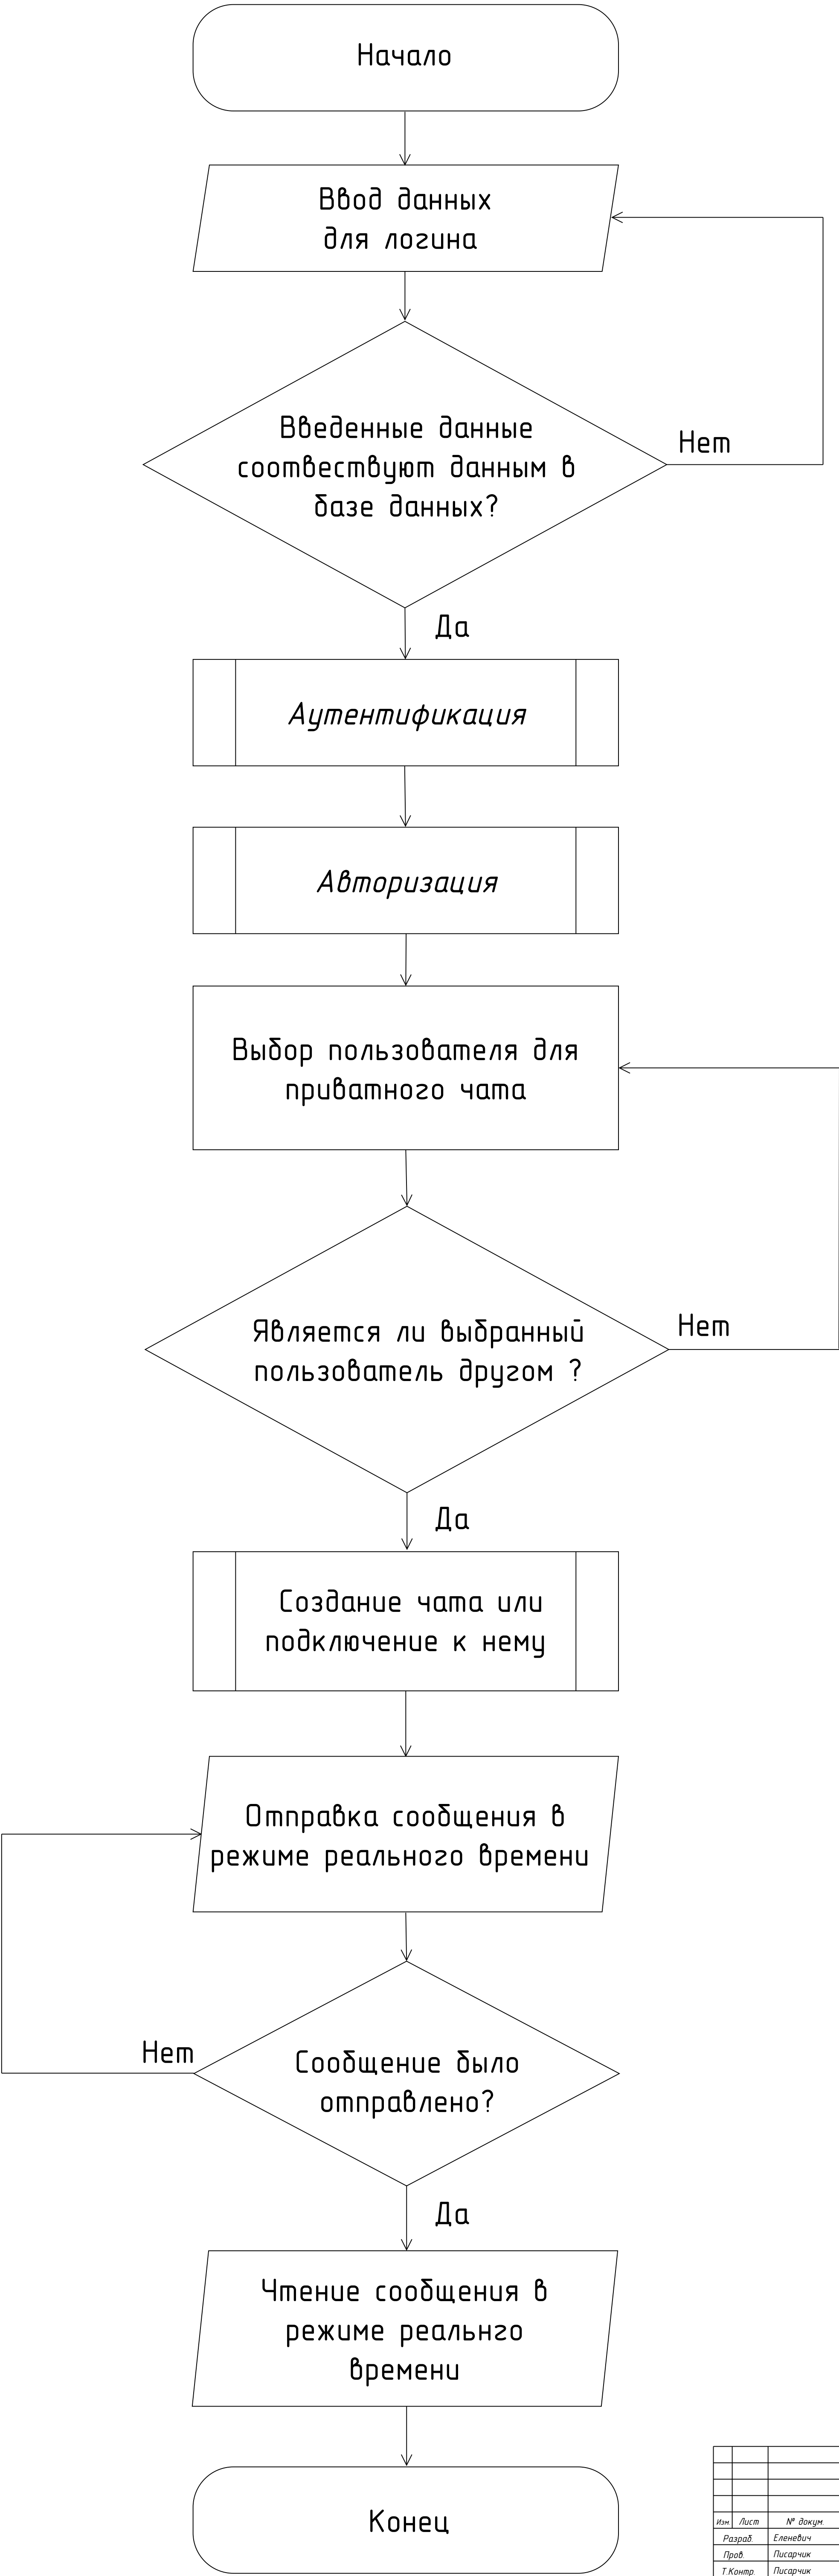 Начало
Ввод данных
для логина
Введенные данные
соотвествуют данным в
базе данных?
Нет
Да
Аутентификация
Авторизация
Выбор пользователя для
приватного чата
Является ли выбранный
пользователь другом ?
Нет
Да
Создание чата или
подключение к нему
Отправка сообщения в
режиме реального времени
Сообщение было
отправлено?
Нет
Да
Чтение сообщения в
режиме реальнго
времени
Конец
Изм. Лист № докум.
Разраб. Еленевич
Пров. Писарчик
Т.Контр. Писарчик